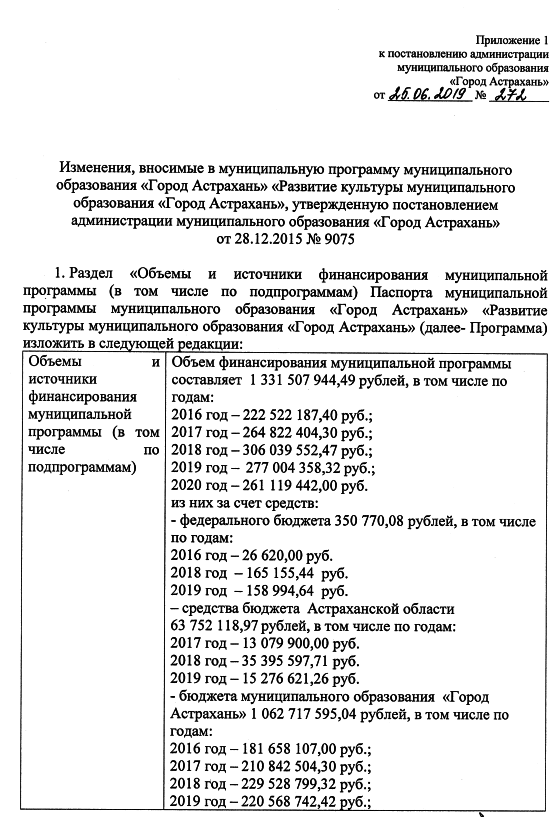 Приложение 1
к постановлению администрации
муниципального образования
«Город Астрахань»
от 25.06.2019 № 272
Изменения, вносимые в муниципальную программу муниципального
образования «Город Астрахань» «Развитие культуры муниципального
образования «Город Астрахань», утвержденную постановлением
администрации муниципального образования «Город Астрахань»
от 28.12.2015 № 9075
1. Раздел «Объемы и источники финансирования муниципальной
программы (в том числе по подпрограммам) Паспорта муниципальной
программы муниципального образования «Город Астрахань» «Развитие
культуры муниципального образования «Город Астрахань» (далее- Программа)
изложить в следующей редакции:
Объемы и
источники
финансирования
муниципальной
программы (в том
числе по
подпрограммам)
Объем финансирования муниципальной программы
составляет 1 331 507 944,49 рублей, в том числе по
годам:
2016 год – 222 522 187,40 руб.;
2017 год – 264 822 404,30 руб.;
2018 год – 306 039 552,47 руб.;
2019 год – 277 004 358,32 руб.;
2020 год – 261 119 442,00 руб.
из них за счет средств:
- федерального бюджета 350 770,08 рублей, в том числе
по годам:
2016 год – 26 620,00 руб.
2018 год – 165 155,44 руб.
2019 год – 158 994,64 руб.
– средства бюджета Астраханской области
63 752 118,97 рублей, в том числе по годам:
2017 год – 13 079 900,00 руб.
2018 год – 35 395 597,71 руб.
2019 год – 15 276 621,26 руб.
- бюджета муниципального образования «Город
Астрахань» 1 062 717 595,04 рублей, в том числе по
годам:
2016 год – 181 658 107,00 руб.;
2017 год – 210 842 504,30 руб.;
2018 год – 229 528 799,32 руб.;
2019 год – 220 568 742,42 руб.;